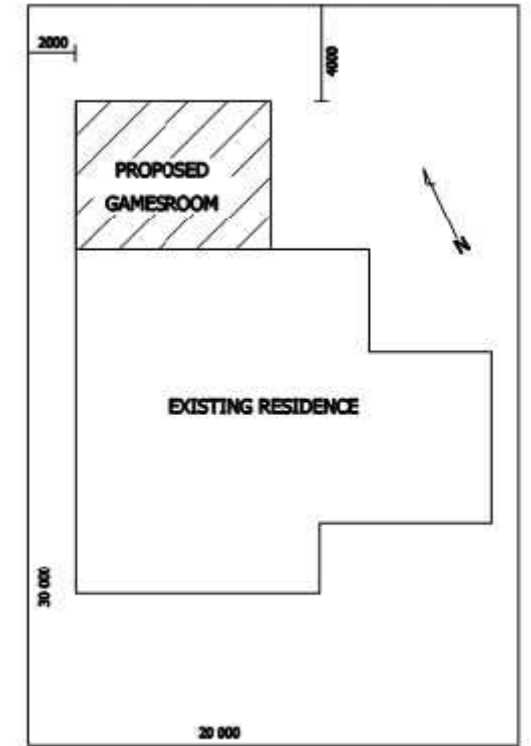 2000
4000
PROPOSED
GAMESROOM
N
EXISTING RESIDENCE
30 000
20 000